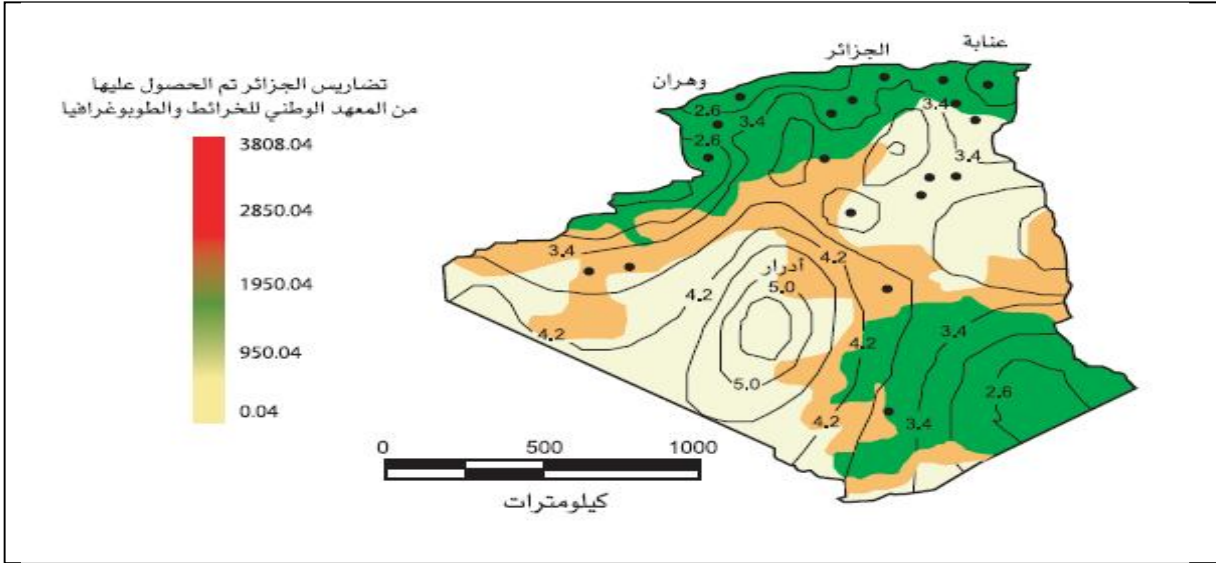 عنابة
الجزائر
وهران
تضاريس الجزائر تم الحصول عليها
من المعهد الوطني للخرائط والطوبوغرافيا
3808.04
2850.04
1950.04
950.04
0.04
2.6
3.4
3.4
2.6
3.4
3.4
4.2
أدرار
5.0
4.2
4.2
4.2
3.4
5.0
2.6
4.2
3.4
0 500 1000
كيلومترات